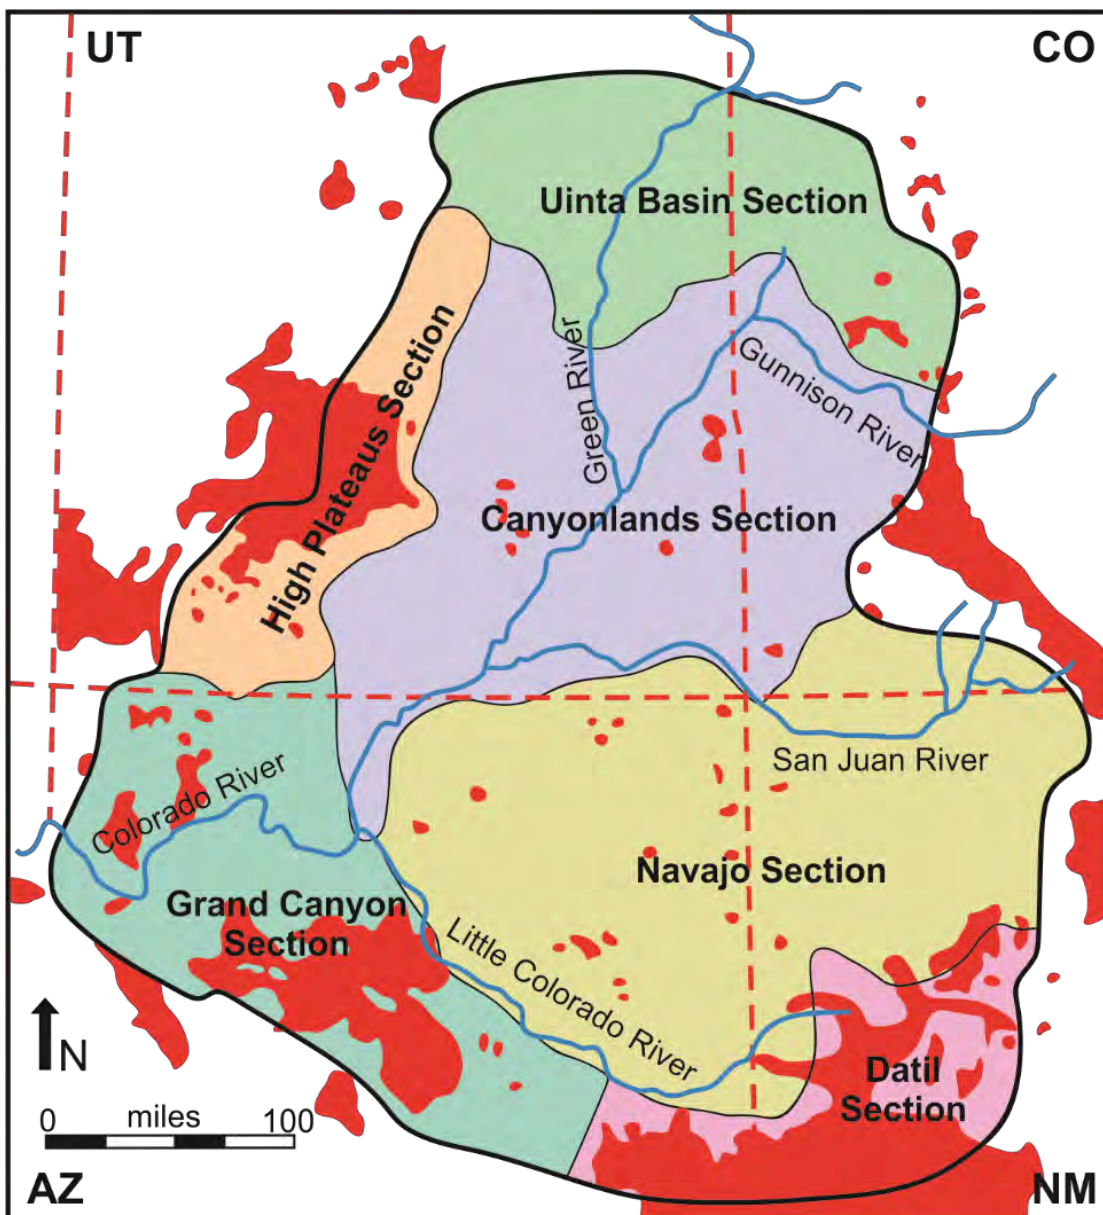 UT
CO
Uinta Basin Section
High Plateaus Section
Green River
Gunnison River
Canyonlands Section
San Juan River
Colorado River
Navajo Section
Grand Canyon
Section
Little Colorado River
N
Datil
Section
0 miles 100
AZ
NM